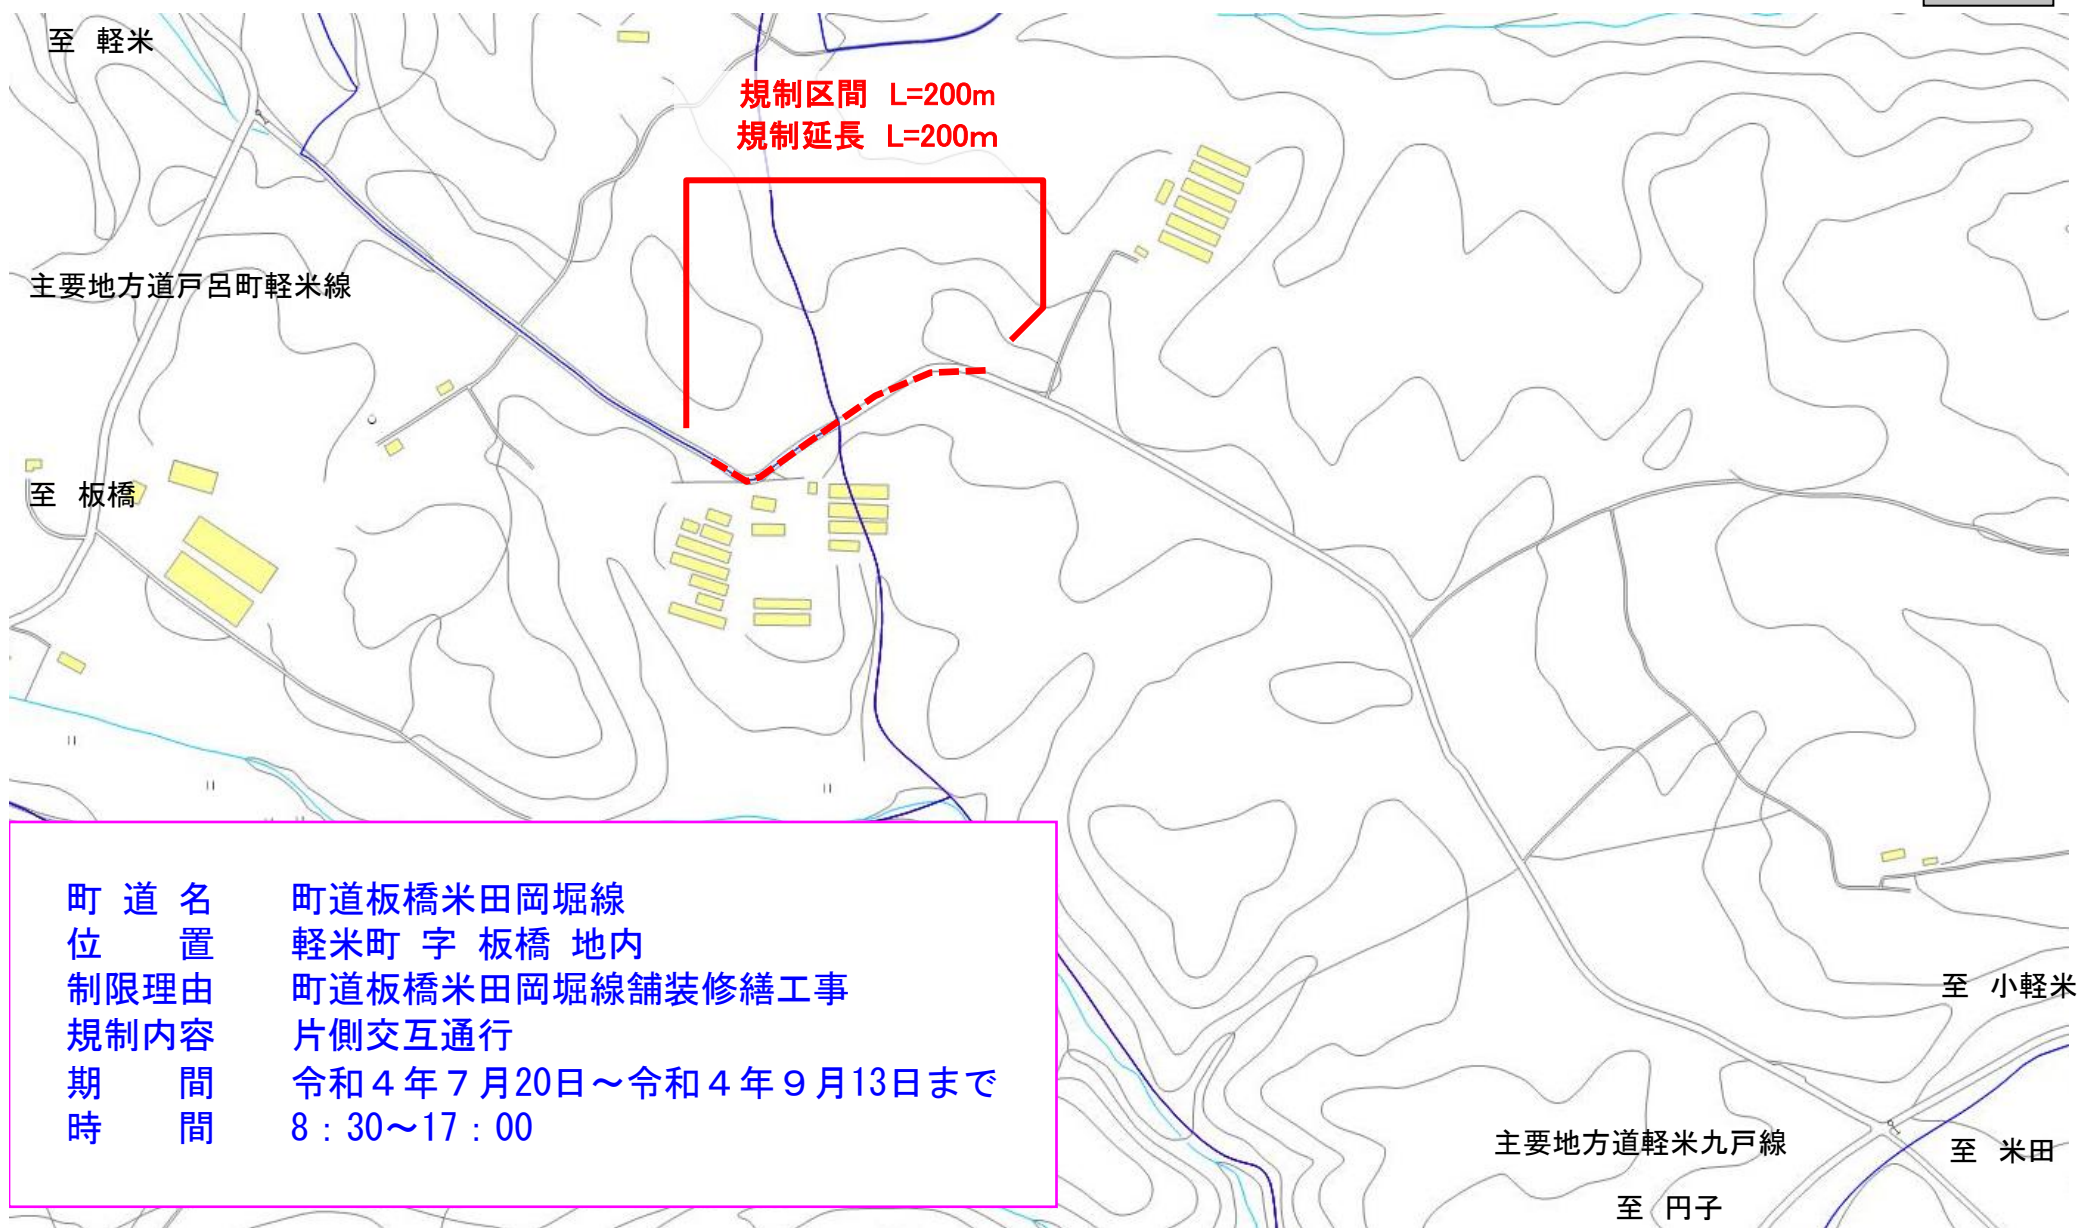 至 軽米
規制区間 L=200m
規制延長 L=200m
主要地方道戸呂町軽米線
至 板橋
町道名 町道板橋米田岡堀線
位置 軽米町 字 板橋 地内
制限理由 町道板橋米田岡堀線舗装修繕工事
規制内容 片側交互通行
期間 令和４年７月20日～令和４年９月13日まで
時間 8：30～17：00
至 小軽米
主要地方道軽米九戸線
至 米田
至 円子